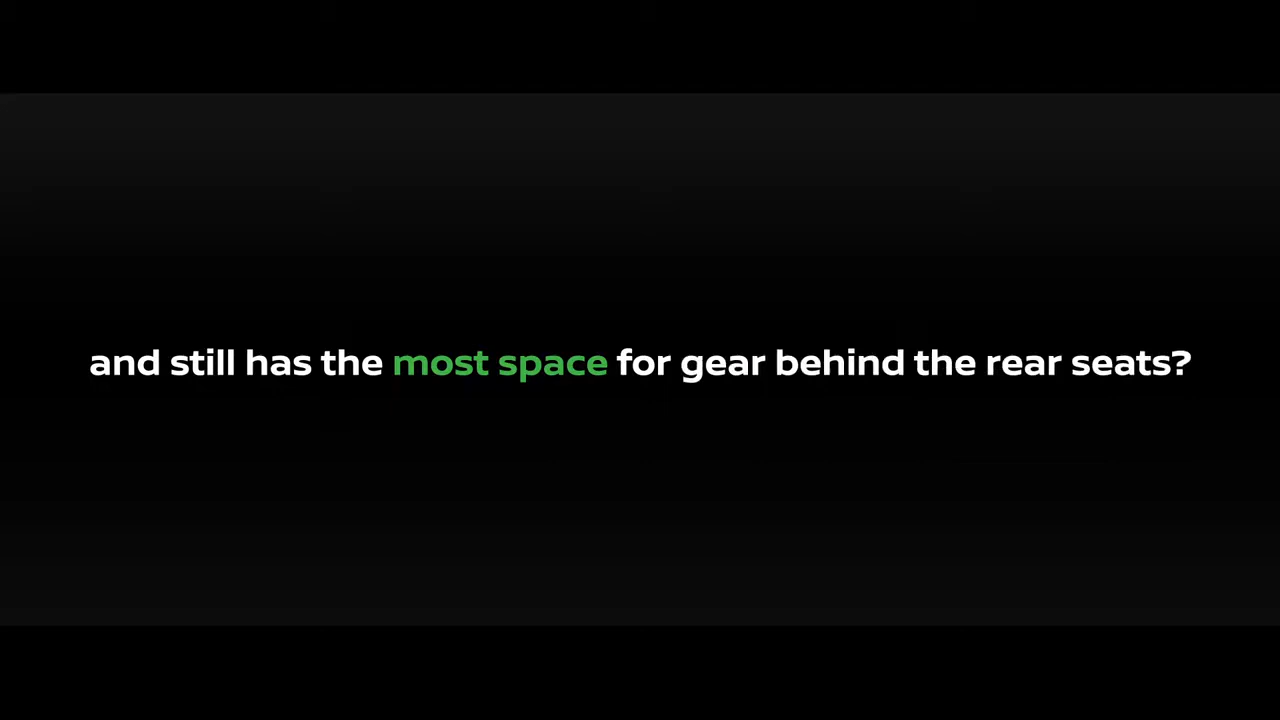 and still has the most space for gear behind the rear seats?